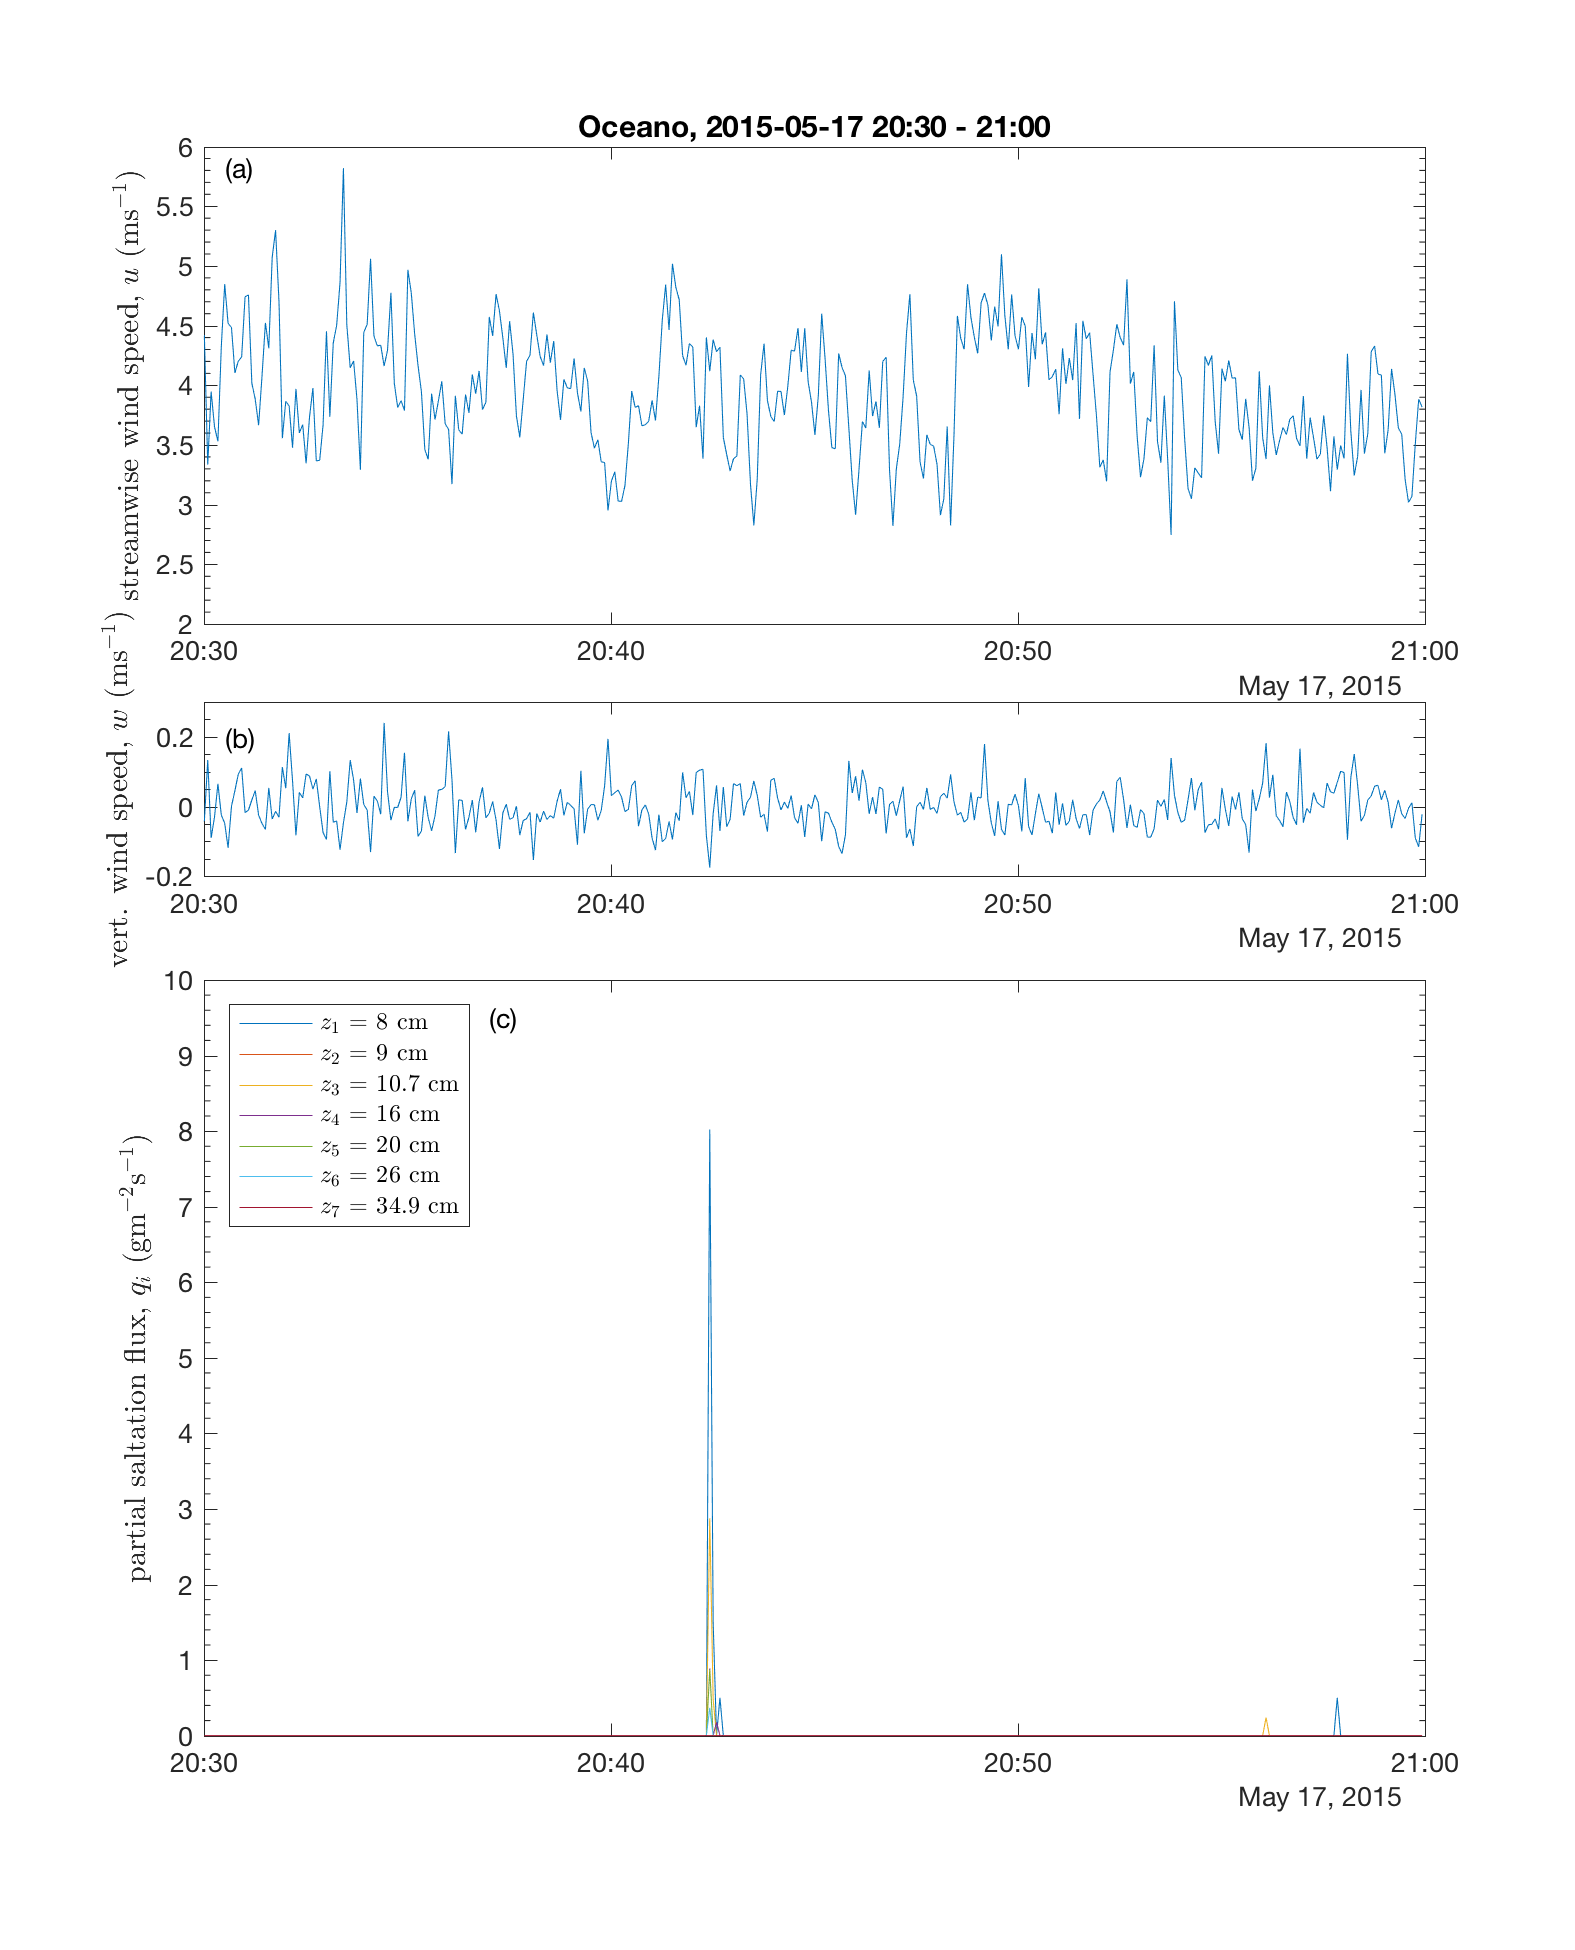 Oceano, 2015-05-17 20:30 - 21:00
(a)
streamwise wind speed, u (ms⁻¹)
6
5.5
5
4.5
4
3.5
3
2.5
2
20:30 20:40 20:50 21:00
May 17, 2015
(b)
vert. wind speed, w (ms⁻¹)
0.2
0
-0.2
20:30 20:40 20:50 21:00
May 17, 2015
(c)
partial saltation flux, qᵢ (gm⁻²s⁻¹)
10
9
8
7
6
5
4
3
2
1
0
z₁ = 8 cm
z₂ = 9 cm
z₃ = 10.7 cm
z₄ = 16 cm
z₅ = 20 cm
z₆ = 26 cm
z₇ = 34.9 cm
20:30 20:40 20:50 21:00
May 17, 2015